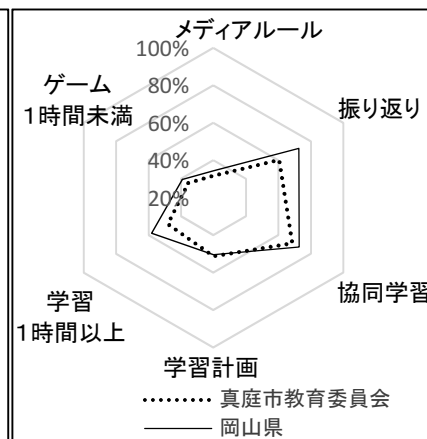 メディアルール
100%
80%
60%
40%
20%
振り返り
協同学習
学習計画
学習
1時間以上
ゲーム
1時間未満
真庭市教育委員会
岡山県